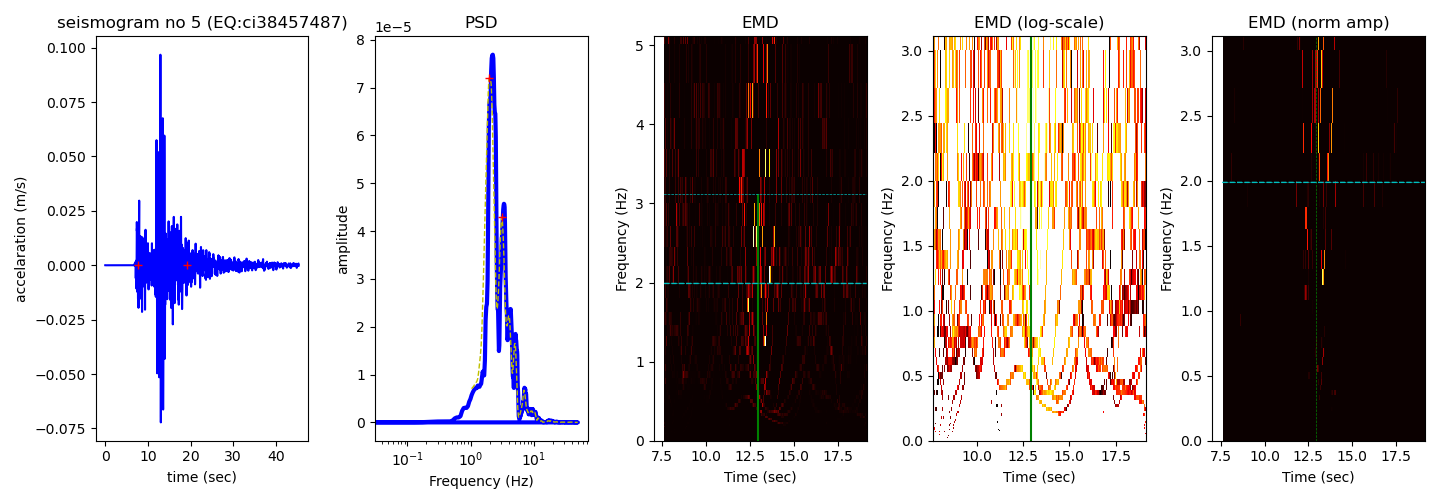 seismogram no 5 (EQ:ci38457487)
0.100
0.075
0.050
0.025
0.000
−0.025
−0.050
−0.075
accelaration (m/s)
0 10 20 30 40
time (sec)
PSD
1e−5
8
7
6
5
4
3
2
1
0
amplitude
10⁻¹ 10⁰ 10¹
Frequency (Hz)
EMD
5
4
3
2
1
0
Frequency (Hz)
7.5 10.0 12.5 15.0 17.5
Time (sec)
EMD (log-scale)
3.0
2.5
2.0
1.5
1.0
0.5
0.0
Frequency (Hz)
10.0 12.5 15.0 17.5
Time (sec)
EMD (norm amp)
3.0
2.5
2.0
1.5
1.0
0.5
0.0
Frequency (Hz)
7.5 10.0 12.5 15.0 17.5
Time (sec)